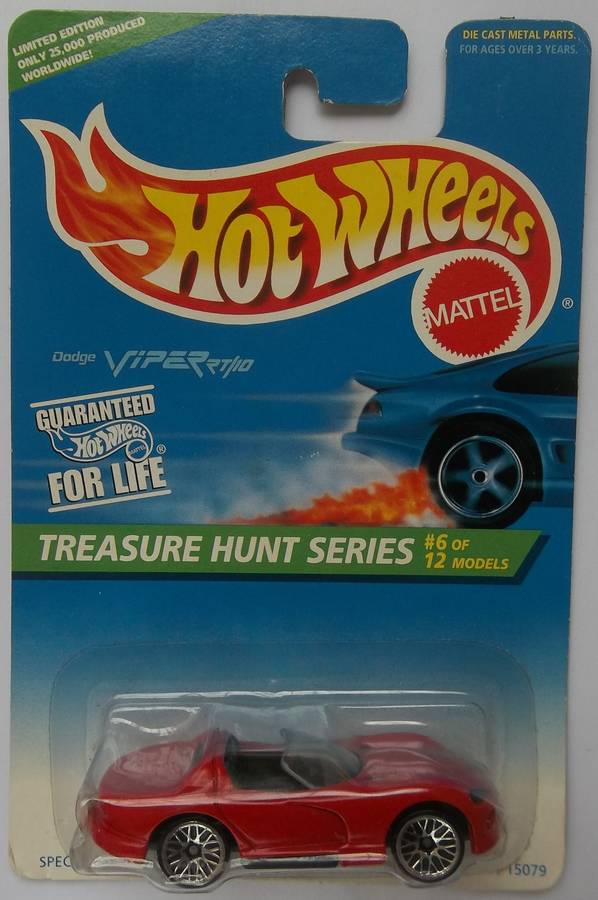 LIMITED EDITION
ONLY 25,000 PRODUCED
WORLDWIDE!
DIE CAST METAL PARTS.
FOR AGES OVER 3 YEARS.
HOT WHEELS
MATTEL
®
Dodge VIPER RT/10
GUARANTEED
HOT WHEELS
MATTEL
®
FOR LIFE
TREASURE HUNT SERIES #6 OF
12 MODELS
SPEC
15079